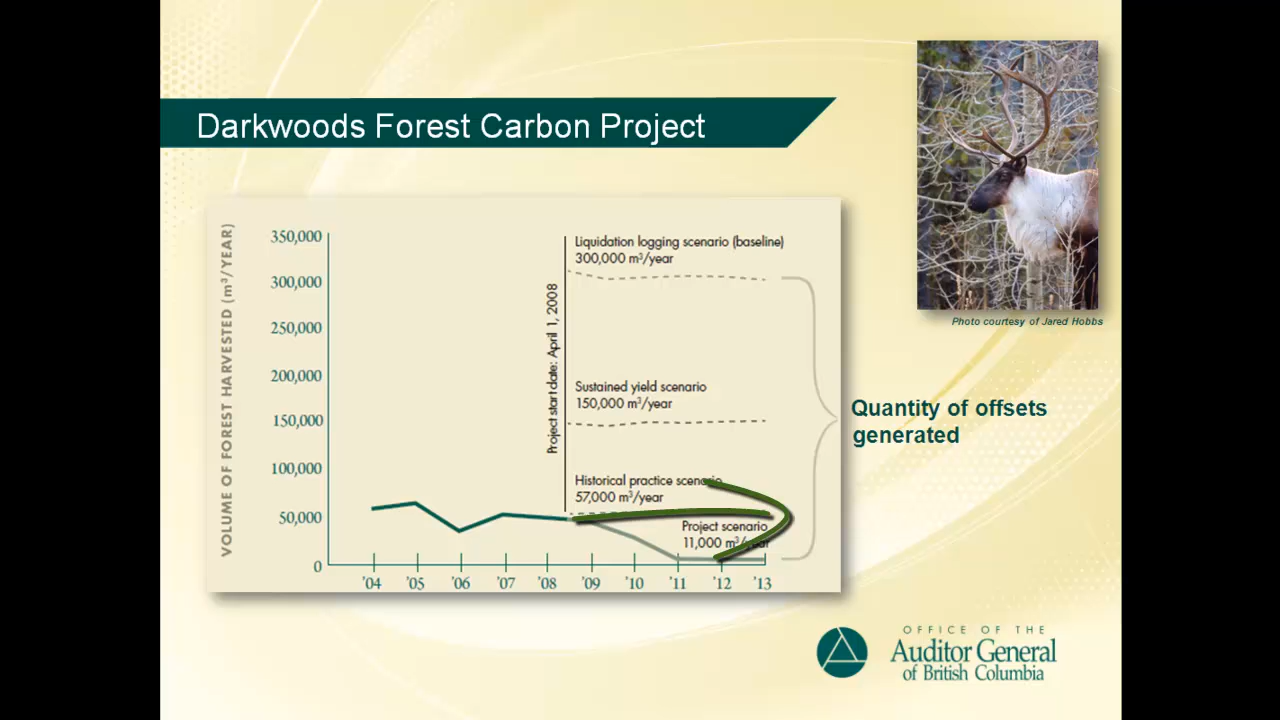 Darkwoods Forest Carbon Project
Photo courtesy of Jared Hobbs
VOLUME OF FOREST HARVESTED (m³/YEAR)
350,000
300,000
250,000
200,000
150,000
100,000
50,000
0
'04 '05 '06 '07 '08 '09 '10 '11 '12 '13
Project start date: April 1, 2008
Liquidation logging scenario (baseline)
300,000 m³/year
Sustained yield scenario
150,000 m³/year
Historical practice scenario
57,000 m³/year
Project scenario
11,000 m³/year
Quantity of offsets
generated
OFFICE OF THE
Auditor General
of British Columbia